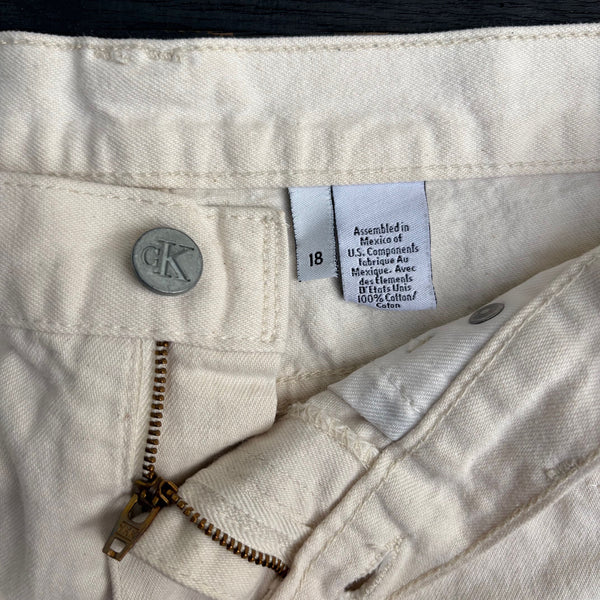 CK
18
Assembled in
Mexico of
U.S. Components
Fabrique Au
Mexique. Avec
des Elements
D'Etats Unis
100% Cotton/
Coton